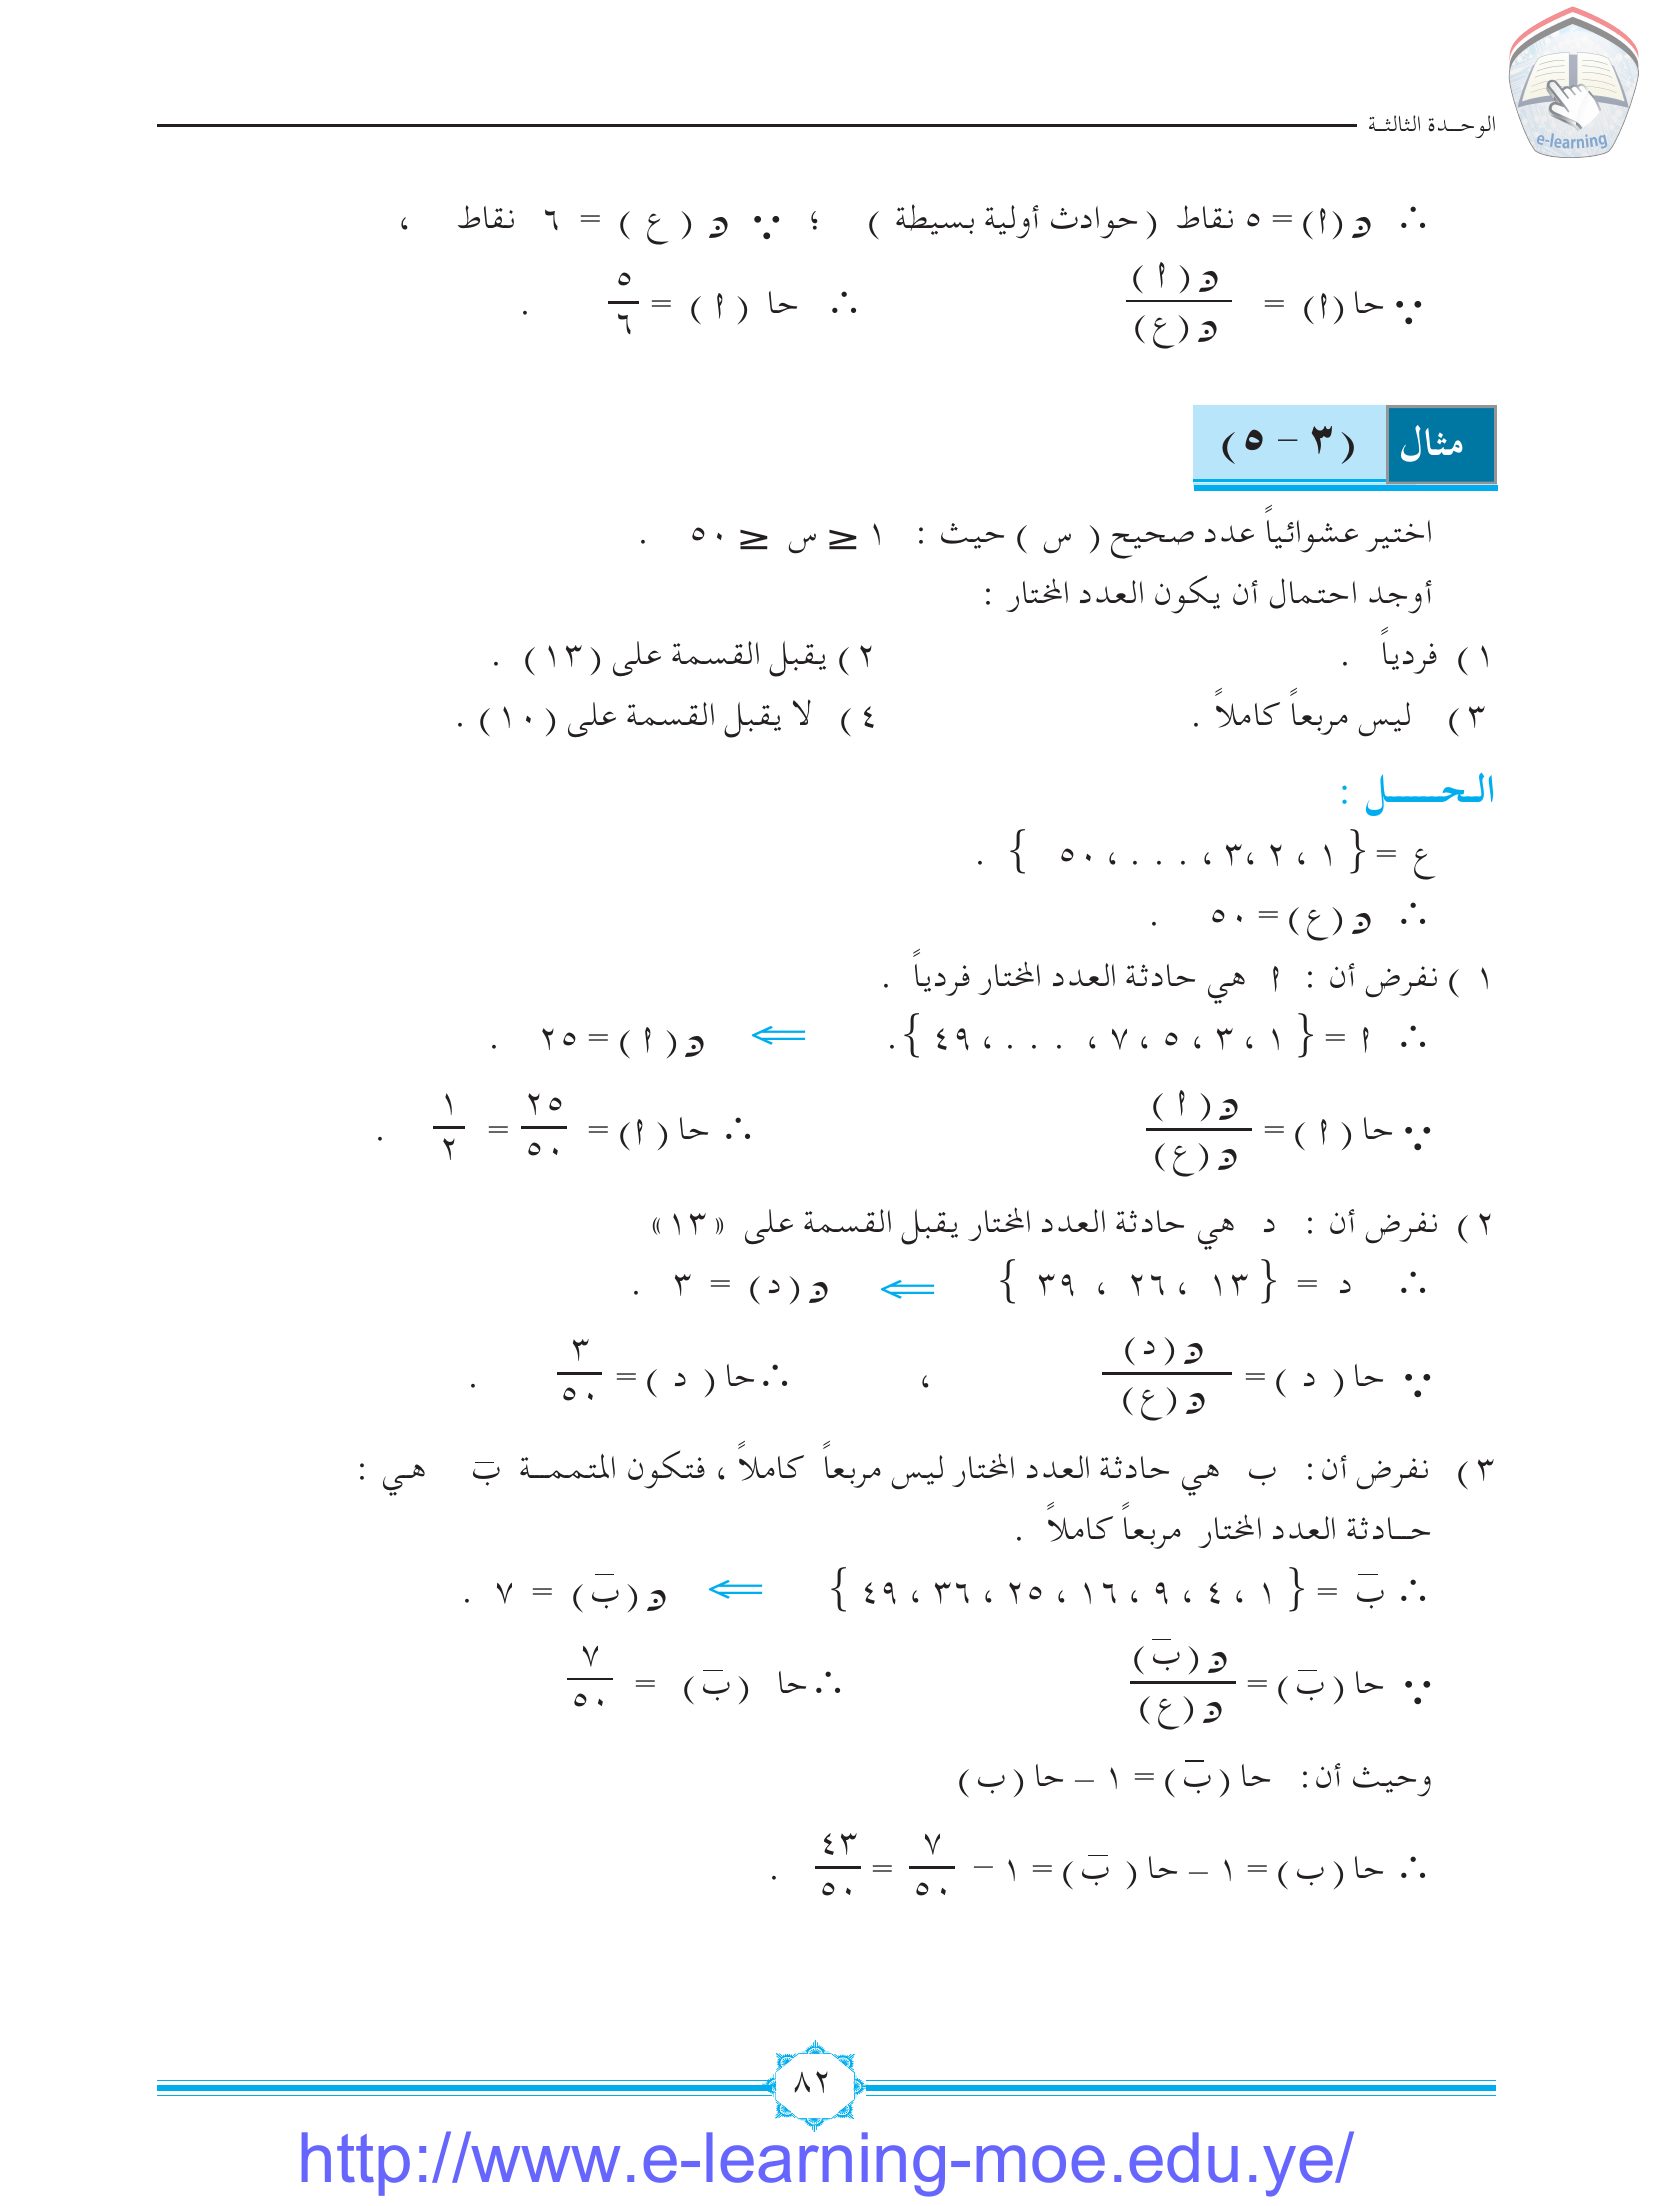 e-learning
الوحــدة الثالثـة
∴ ن (أ) = ٥ نقاط ( حوادث أولية بسيطة ) ؛ ∵ ن ( ع ) = ٦ نقاط ،
∵ حا (أ) = ن ( أ ) / ن (ع) ∴ حا ( أ ) = ٥ / ٦ .
مثال (٣ – ٥)
اختير عشوائياً عدد صحيح ( س ) حيث : ١ ≤ س ≤ ٥٠ .
أوجد احتمال أن يكون العدد المختار :
١) فردياً . ٢) يقبل القسمة على (١٣) .
٣) ليس مربعاً كاملاً . ٤) لا يقبل القسمة على (١٠) .
الحـــــل :
ع = { ١ ، ٢ ،٣ ، . . . ، ٥٠ } .
∴ ن (ع) = ٥٠ .
١ ) نفرض أن : أ هي حادثة العدد المختار فردياً .
∴ أ = { ١ ، ٣ ، ٥ ، ٧ ، . . . ، ٤٩ }. ⇐ ن ( أ ) = ٢٥ .
∵ حا ( أ ) = ن ( أ ) / ن (ع) ∴ حا ( أ) = ٢٥ / ٥٠ = ١ / ٢ .
٢) نفرض أن : د هي حادثة العدد المختار يقبل القسمة على «١٣»
∴ د = { ١٣ ، ٢٦ ، ٣٩ } ⇐ ن (د) = ٣ .
∵ حا ( د ) = ن (د) / ن (ع) ، ∴ حا ( د ) = ٣ / ٥٠ .
٣) نفرض أن: ب هي حادثة العدد المختار ليس مربعاً كاملاً ، فتكون المتممــة ب̅ هـي :
حــادثة العدد المختار مربعاً كاملاً .
∴ ب̅ = { ١ ، ٤ ، ٩ ، ١٦ ، ٢٥ ، ٣٦ ، ٤٩ } ⇐ ن (ب̅) = ٧ .
∵ حا (ب̅) = ن (ب̅) / ن (ع) ∴ حا (ب̅) = ٧ / ٥٠
وحيث أن: حا (ب̅) = ١ – حا (ب)
∴ حا (ب) = ١ – حا ( ب̅) = ١ – ٧ / ٥٠ = ٤٣ / ٥٠ .
٨٢
http://www.e-learning-moe.edu.ye/